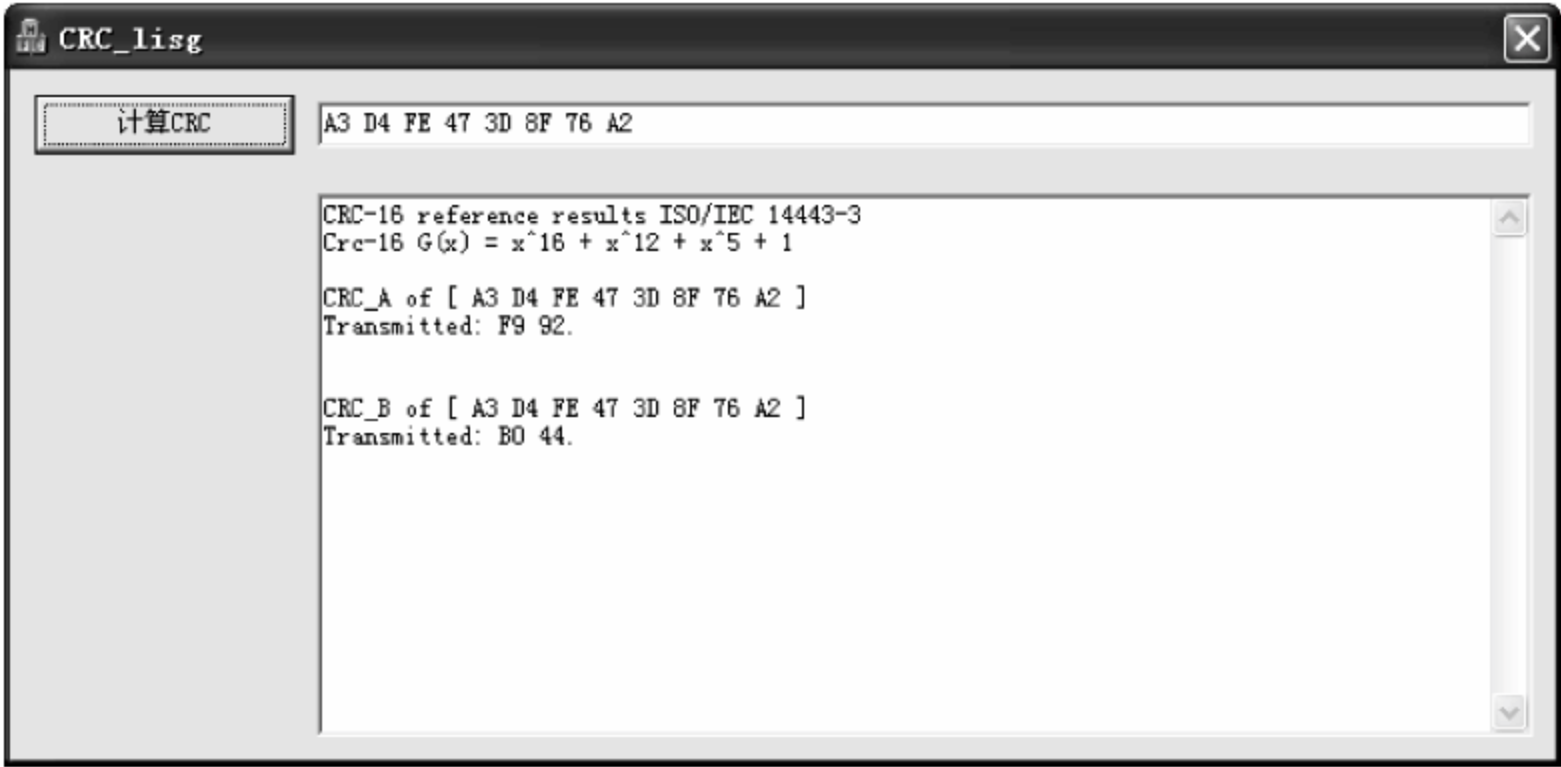 CRC_lisg
计算CRC
A3 D4 FE 47 3D 8F 76 A2
CRC-16 reference results ISO/IEC 14443-3
Crc-16 G(x) = x^16 + x^12 + x^5 + 1
CRC_A of [ A3 D4 FE 47 3D 8F 76 A2 ]
Transmitted: F9 92.
CRC_B of [ A3 D4 FE 47 3D 8F 76 A2 ]
Transmitted: B0 44.